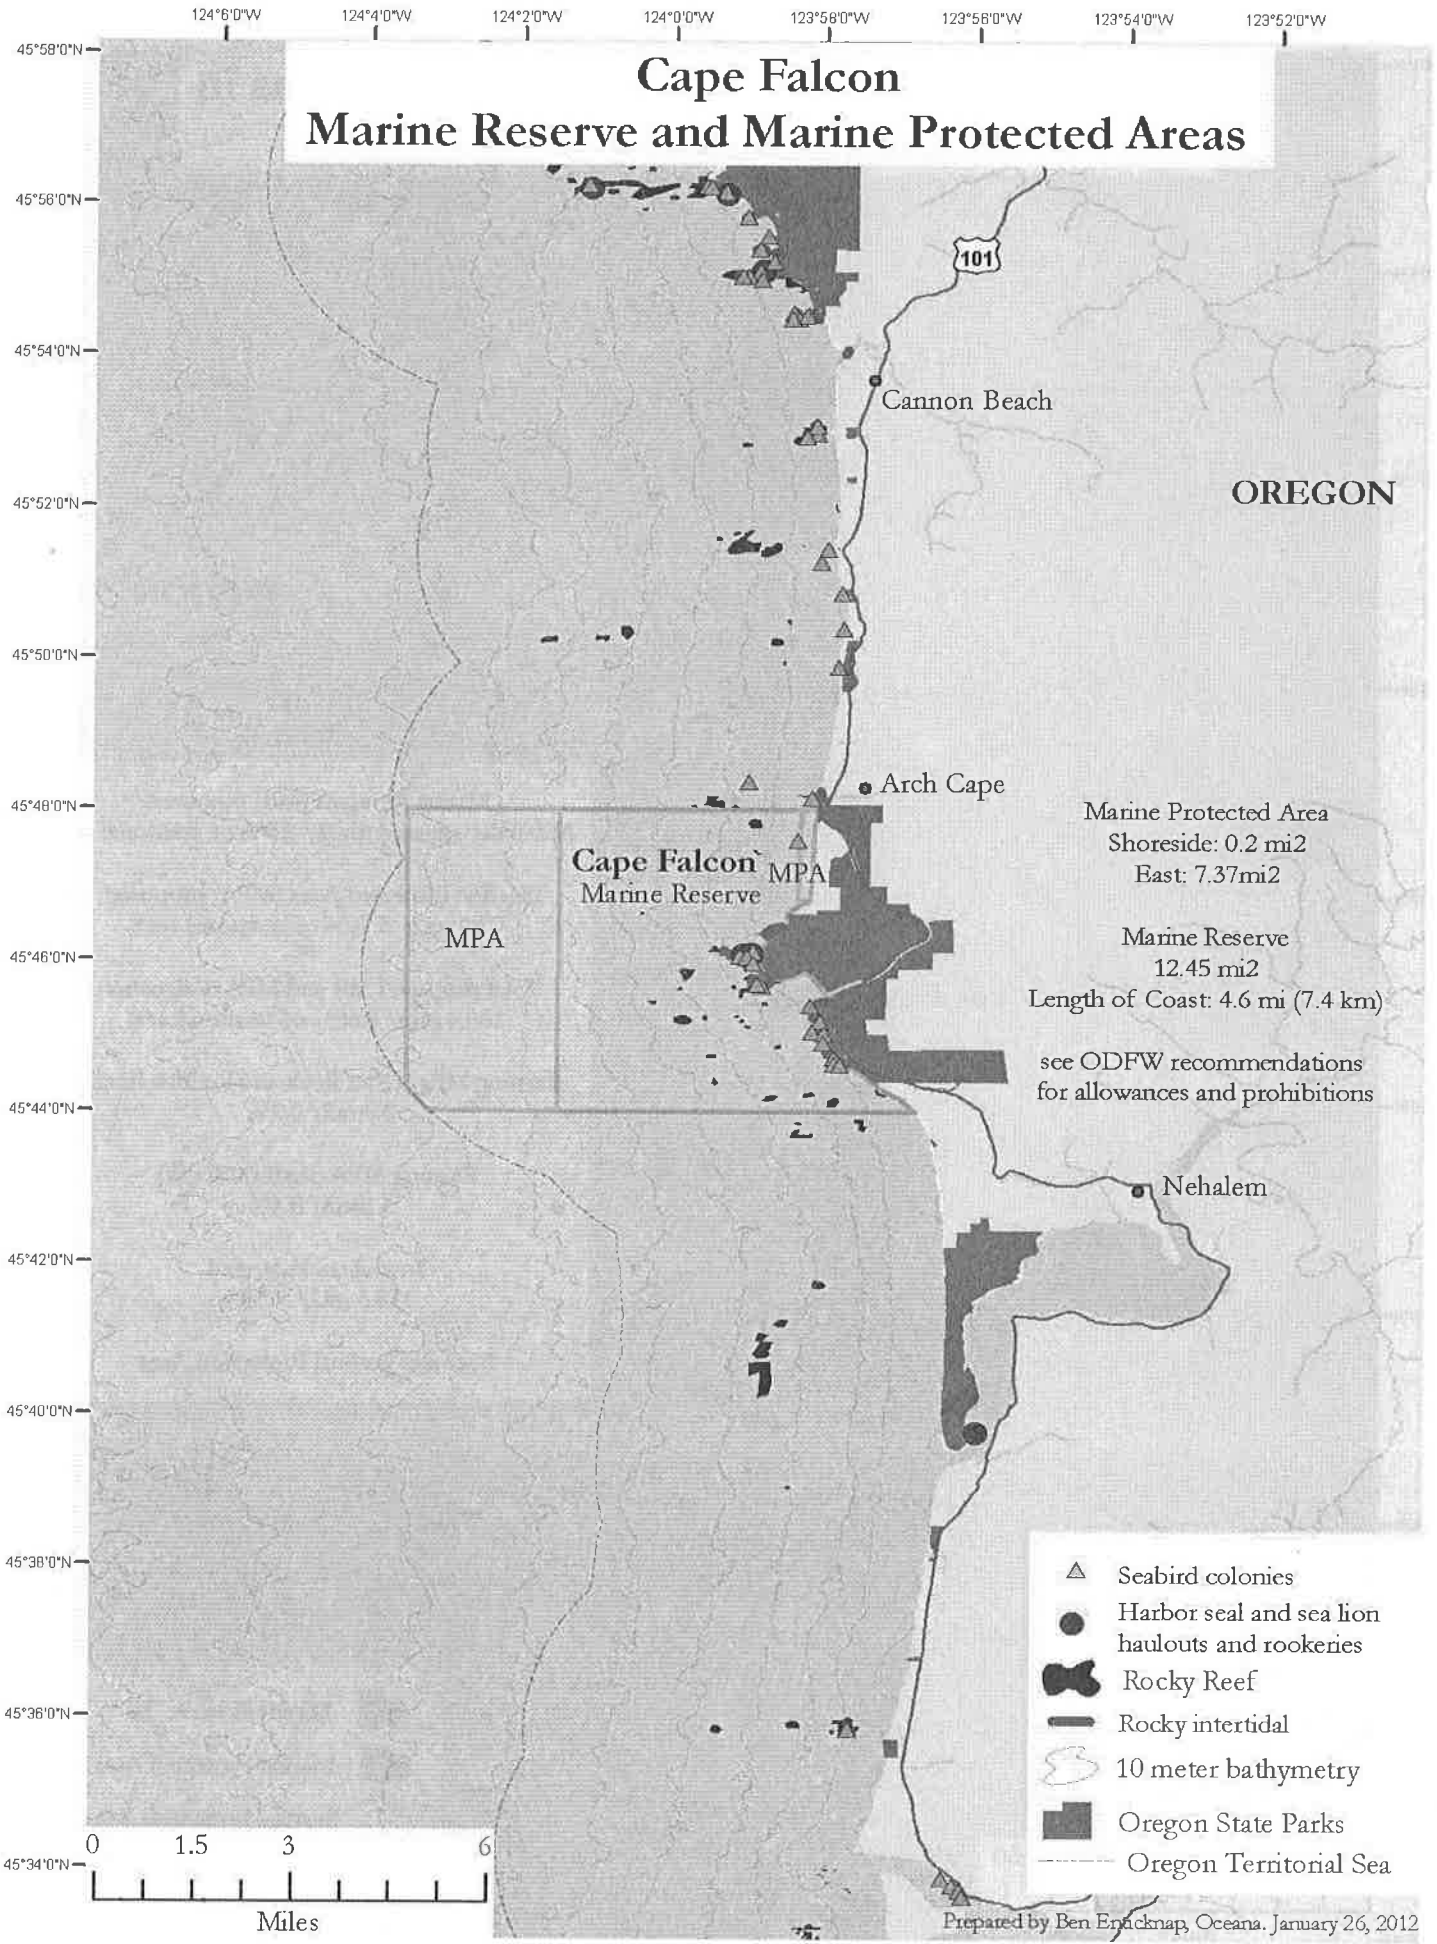 124°6'0"W 124°4'0"W 124°2'0"W 124°0'0"W 123°58'0"W 123°56'0"W 123°54'0"W 123°52'0"W
45°58'0"N
Cape Falcon
Marine Reserve and Marine Protected Areas
45°56'0"N
101
45°54'0"N
Cannon Beach
OREGON
45°52'0"N
45°50'0"N
Arch Cape
45°48'0"N
Marine Protected Area
Shoreside: 0.2 mi2
East: 7.37mi2
Cape Falcon
Marine Reserve
MPA
MPA
45°46'0"N
Marine Reserve
12.45 mi2
Length of Coast: 4.6 mi (7.4 km)
see ODFW recommendations
for allowances and prohibitions
45°44'0"N
Nehalem
45°42'0"N
45°40'0"N
45°38'0"N
Seabird colonies
Harbor seal and sea lion
haulouts and rookeries
Rocky Reef
45°36'0"N
Rocky intertidal
10 meter bathymetry
Oregon State Parks
Oregon Territorial Sea
0 1.5 3 6
45°34'0"N
Miles
Prepared by Ben Enticknap, Oceana. January 26, 2012